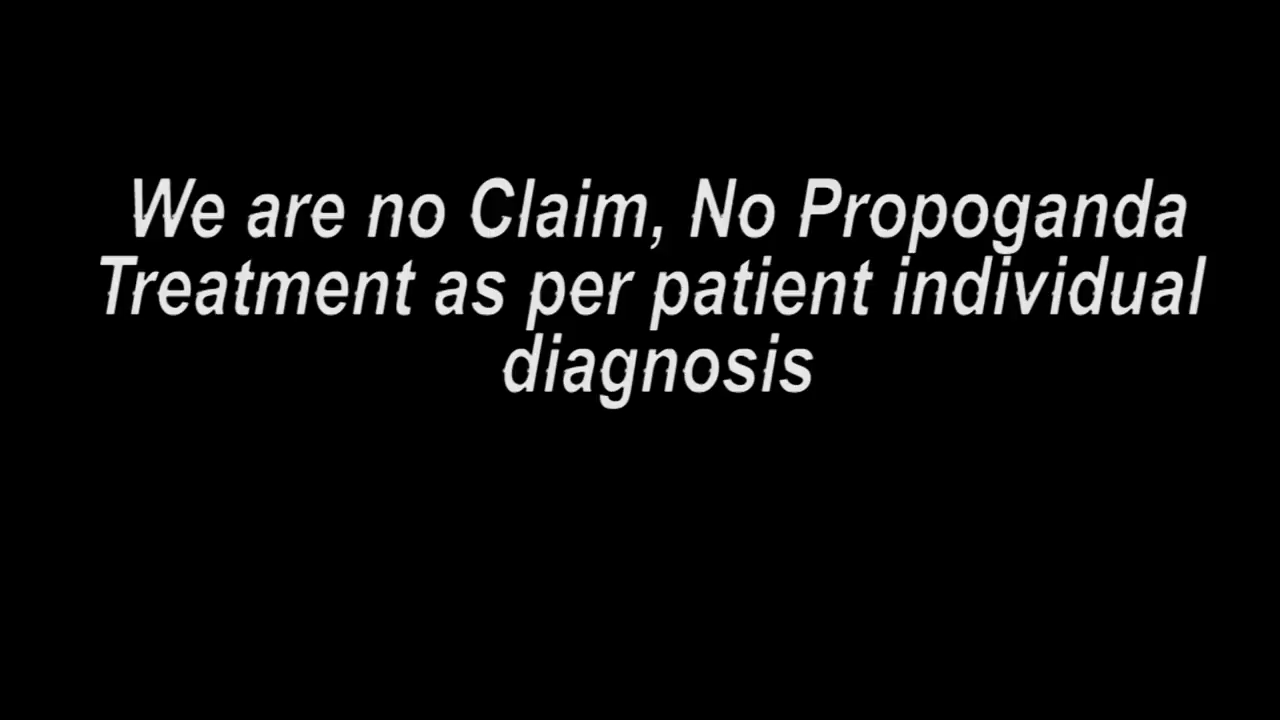 We are no Claim, No Propoganda
Treatment as per patient individual
diagnosis